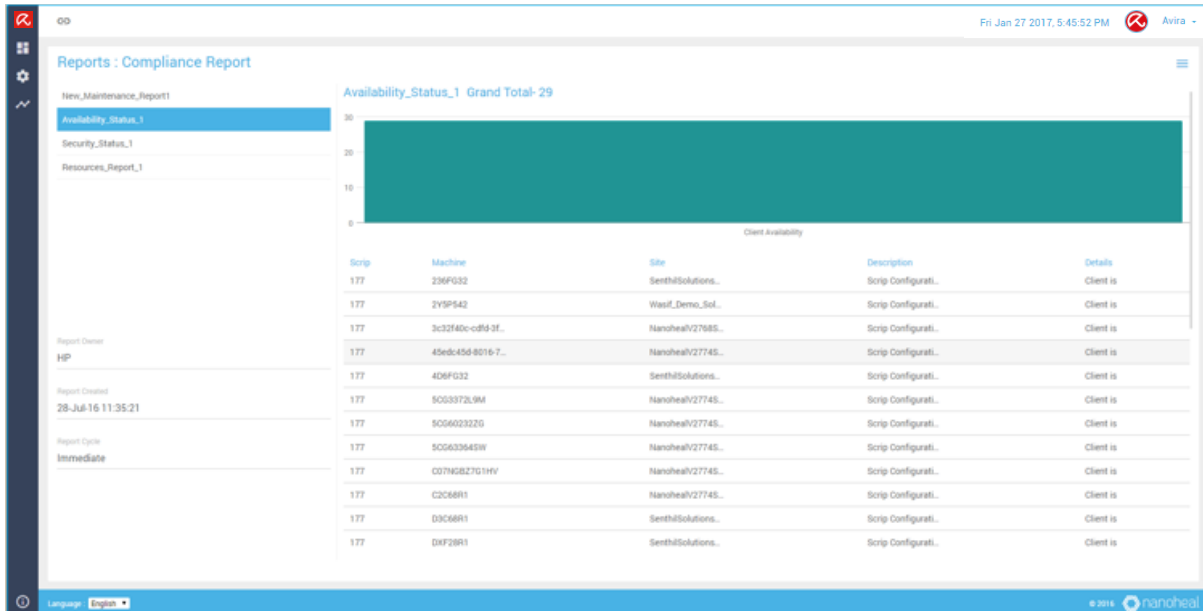 Fri Jan 27 2017, 5:45:52 PM Avira
Reports : Compliance Report
New_Maintenance_Report1
Availability_Status_1
Security_Status_1
Resources_Report_1
Report Owner
HP
Report Created
28-Jul-16 11:35:21
Report Cycle
Immediate
Availability_Status_1 Grand Total- 29
30
20
10
0
Client Availability
Scrip Machine Site Description Details
177 236FG32 SenthilSolutions... Scrip Configurati... Client is
177 2Y5P542 Wasif_Demo_Sol... Scrip Configurati... Client is
177 3c32f40c-cdfd-3f... NanohealV2768S... Scrip Configurati... Client is
177 45edc45d-8016-7... NanohealV2774S... Scrip Configurati... Client is
177 4D6FG32 SenthilSolutions... Scrip Configurati... Client is
177 5CG3372L9M NanohealV2774S... Scrip Configurati... Client is
177 5CG60232ZG NanohealV2774S... Scrip Configurati... Client is
177 5CG63364SW NanohealV2774S... Scrip Configurati... Client is
177 C07NGBZ7G1HV NanohealV2774S... Scrip Configurati... Client is
177 C2C68R1 NanohealV2774S... Scrip Configurati... Client is
177 D3C68R1 SenthilSolutions... Scrip Configurati... Client is
177 DXF28R1 SenthilSolutions... Scrip Configurati... Client is
Language English © 2016 nanoheal